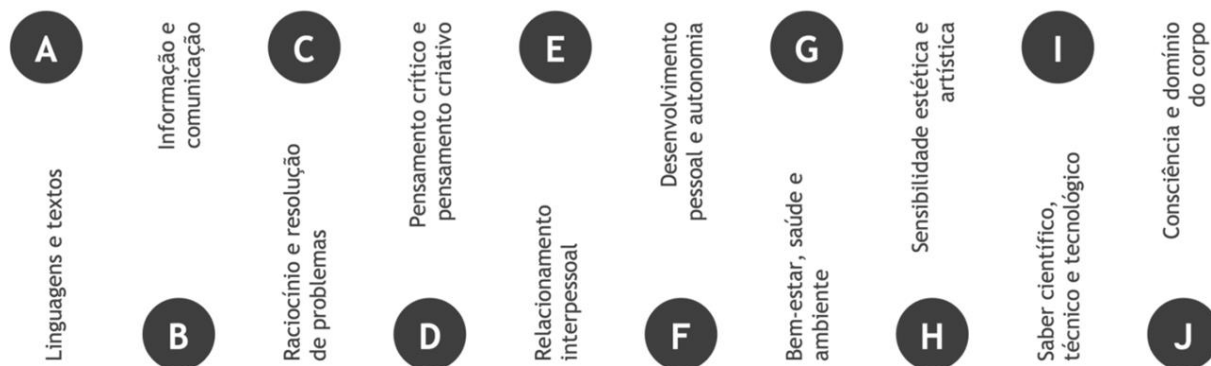 A
Linguagens e textos
B
Informação e
comunicação
C
Raciocínio e resolução
de problemas
D
Pensamento crítico e
pensamento criativo
E
Relacionamento
interpessoal
F
Desenvolvimento
pessoal e autonomia
G
Bem-estar, saúde e
ambiente
H
Sensibilidade estética e
artística
I
Saber científico,
técnico e tecnológico
J
Consciência e domínio
do corpo